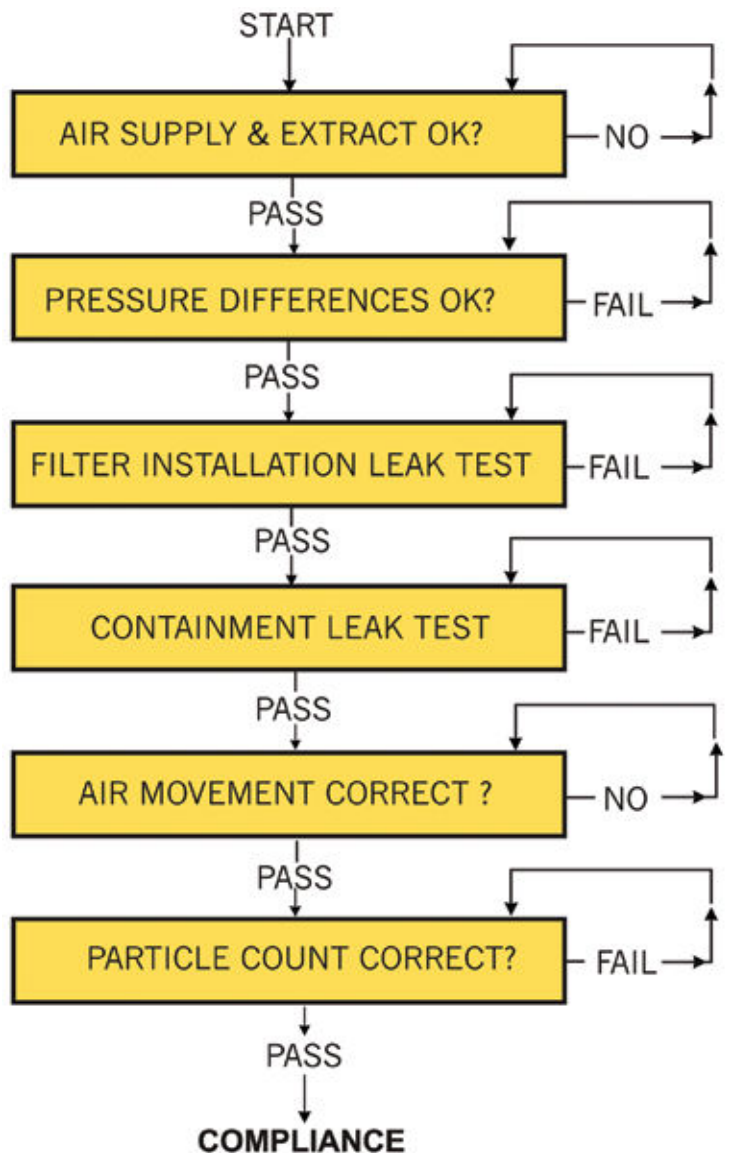 START
AIR SUPPLY & EXTRACT OK?
NO
PASS
PRESSURE DIFFERENCES OK?
FAIL
PASS
FILTER INSTALLATION LEAK TEST
FAIL
PASS
CONTAINMENT LEAK TEST
FAIL
PASS
AIR MOVEMENT CORRECT ?
NO
PASS
PARTICLE COUNT CORRECT?
FAIL
PASS
COMPLIANCE